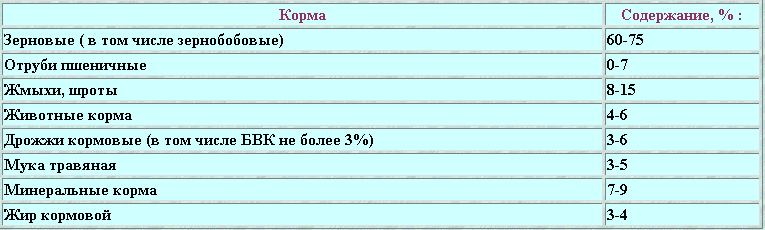 Корма Содержание, % :
Зерновые ( в том числе зернобобовые) 60-75
Отруби пшеничные 0-7
Жмыхи, шроты 8-15
Животные корма 4-6
Дрожжи кормовые (в том числе БВК не более 3%) 3-6
Мука травяная 3-5
Минеральные корма 7-9
Жир кормовой 3-4